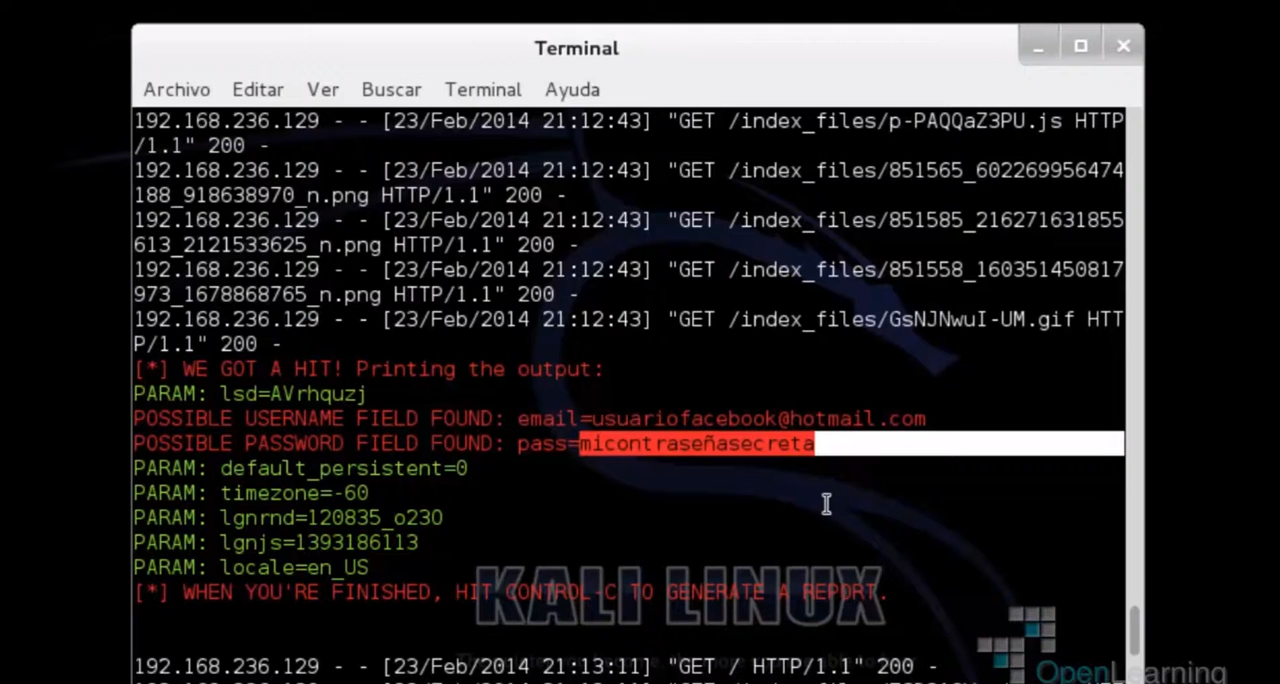 Terminal
Archivo Editar Ver Buscar Terminal Ayuda
192.168.236.129 - - [23/Feb/2014 21:12:43] "GET /index_files/p-PAQQaZ3PU.js HTTP
/1.1" 200 -
192.168.236.129 - - [23/Feb/2014 21:12:43] "GET /index_files/851565_602269956474
188_918638970_n.png HTTP/1.1" 200 -
192.168.236.129 - - [23/Feb/2014 21:12:43] "GET /index_files/851585_216271631855
613_2121533625_n.png HTTP/1.1" 200 -
192.168.236.129 - - [23/Feb/2014 21:12:43] "GET /index_files/851558_160351450817
973_1678868765_n.png HTTP/1.1" 200 -
192.168.236.129 - - [23/Feb/2014 21:12:43] "GET /index_files/GsNJNwuI-UM.gif HTT
P/1.1" 200 -
[*] WE GOT A HIT! Printing the output:
PARAM: lsd=AVrhquzj
POSSIBLE USERNAME FIELD FOUND: email=usuariofacebook@hotmail.com
POSSIBLE PASSWORD FIELD FOUND: pass=micontraseñasecreta
PARAM: default_persistent=0
PARAM: timezone=-60
PARAM: lgnrnd=120835_o23O
PARAM: lgnjs=1393186113
PARAM: locale=en_US
[*] WHEN YOU'RE FINISHED, HIT CONTROL-C TO GENERATE A REPORT.
KALI LINUX
192.168.236.129 - - [23/Feb/2014 21:13:11] "GET / HTTP/1.1" 200 -
OpenLearning